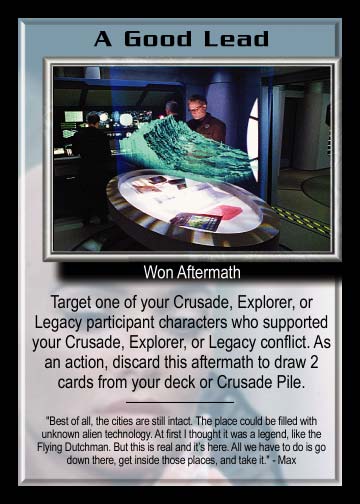 A Good Lead
Won Aftermath
Target one of your Crusade, Explorer, or
Legacy participant characters who supported
your Crusade, Explorer, or Legacy conflict. As
an action, discard this aftermath to draw 2
cards from your deck or Crusade Pile.
"Best of all, the cities are still intact. The place could be filled with
unknown alien technology. At first I thought it was a legend, like the
Flying Dutchman. But this is real and it's here. All we have to do is go
down there, get inside those places, and take it." - Max